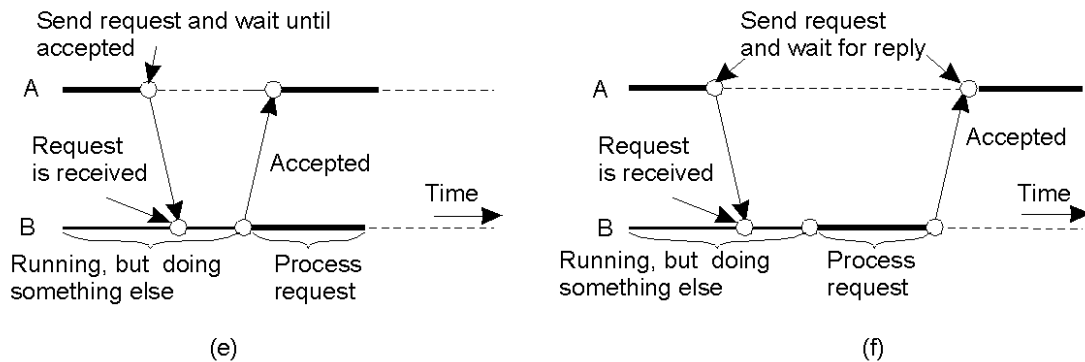 Send request and wait until
accepted
A
Request
is received
Accepted
Time
B
Running, but doing
something else
Process
request
(e)
Send request
and wait for reply
A
Request
is received
Accepted
Time
B
Running, but doing
something else
Process
request
(f)